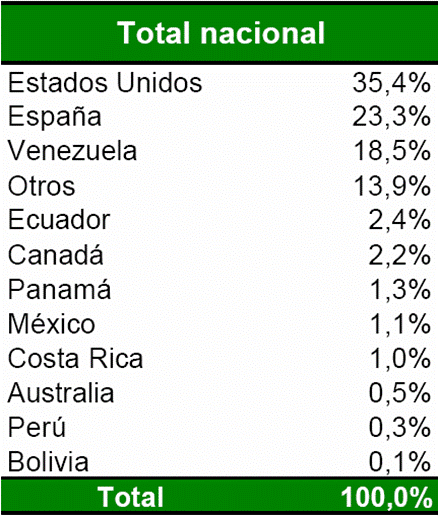 Total nacional
Estados Unidos 35,4%
España 23,3%
Venezuela 18,5%
Otros 13,9%
Ecuador 2,4%
Canadá 2,2%
Panamá 1,3%
México 1,1%
Costa Rica 1,0%
Australia 0,5%
Perú 0,3%
Bolivia 0,1%
Total 100,0%